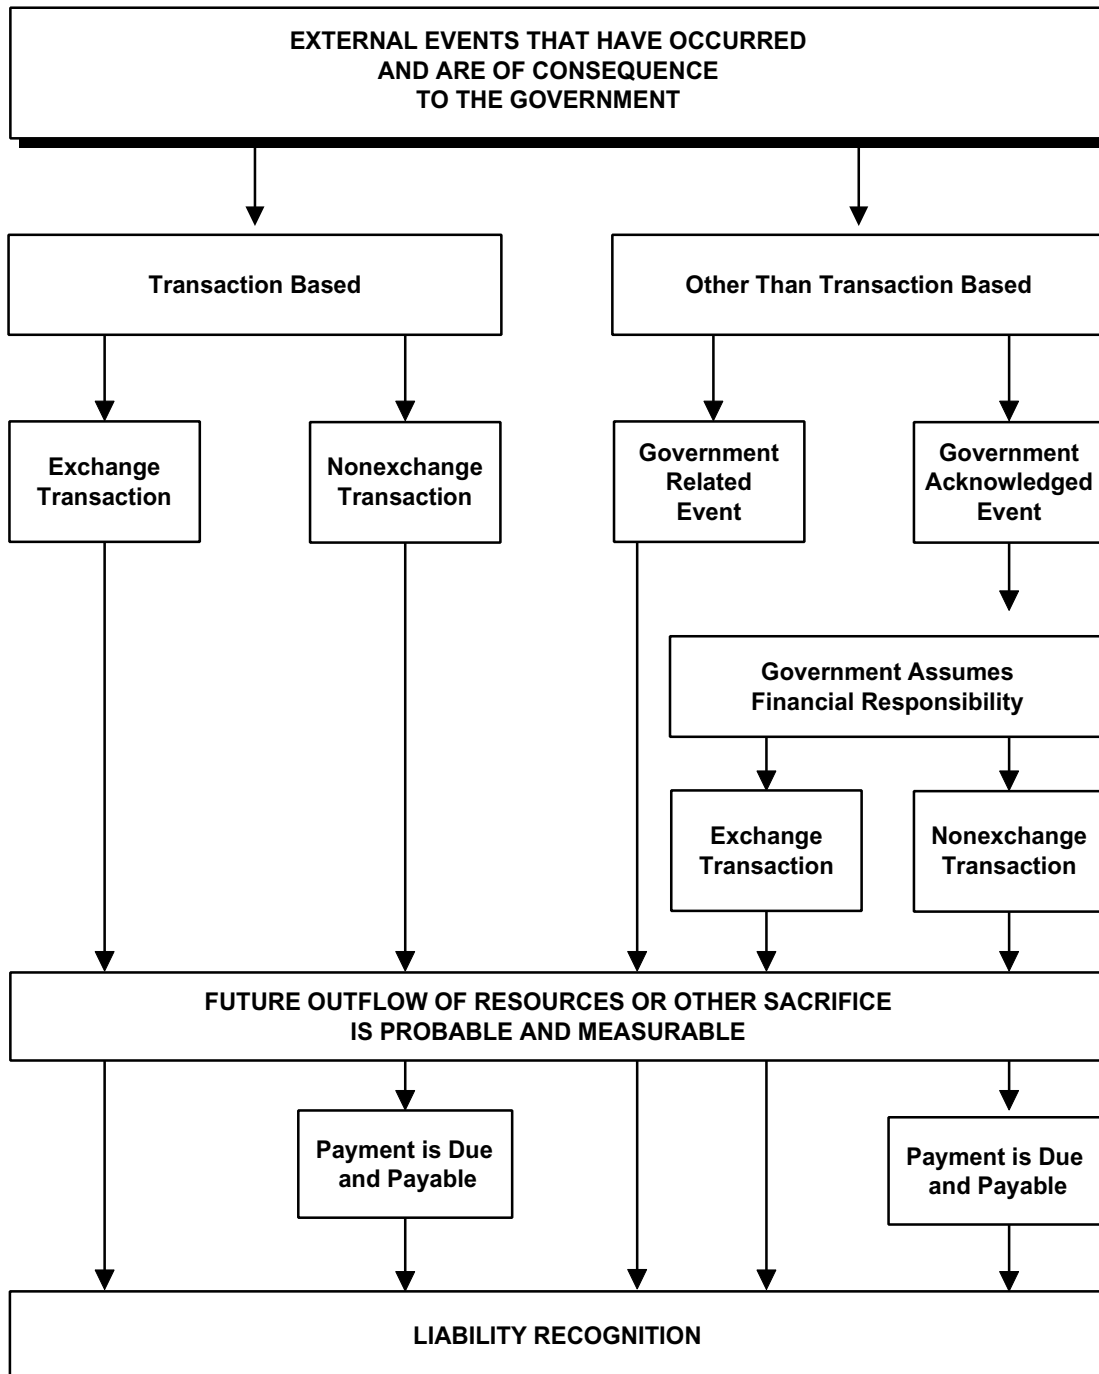 EXTERNAL EVENTS THAT HAVE OCCURRED
AND ARE OF CONSEQUENCE
TO THE GOVERNMENT
Transaction Based
Other Than Transaction Based
Exchange
Transaction
Nonexchange
Transaction
Government
Related
Event
Government
Acknowledged
Event
Government Assumes
Financial Responsibility
Exchange
Transaction
Nonexchange
Transaction
FUTURE OUTFLOW OF RESOURCES OR OTHER SACRIFICE
IS PROBABLE AND MEASURABLE
Payment is Due
and Payable
Payment is Due
and Payable
LIABILITY RECOGNITION